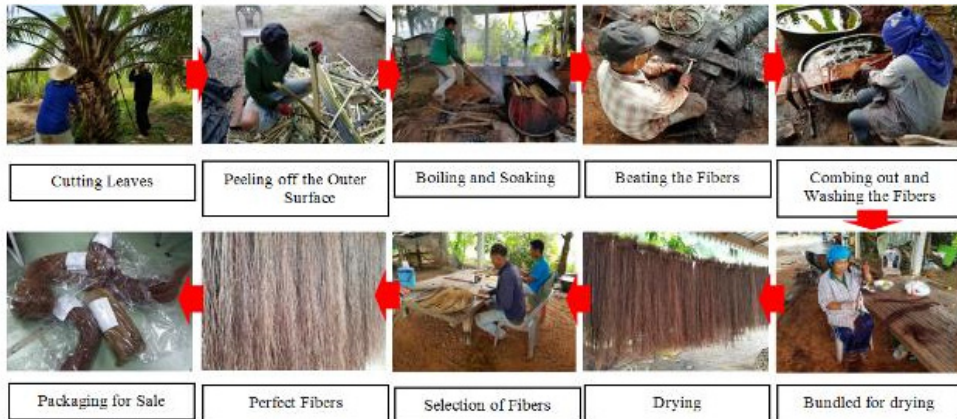 Cutting Leaves
Peeling off the Outer
Surface
Boiling and Soaking
Beating the Fibers
Combing out and
Washing the Fibers
Bundled for drying
Drying
Selection of Fibers
Perfect Fibers
Packaging for Sale